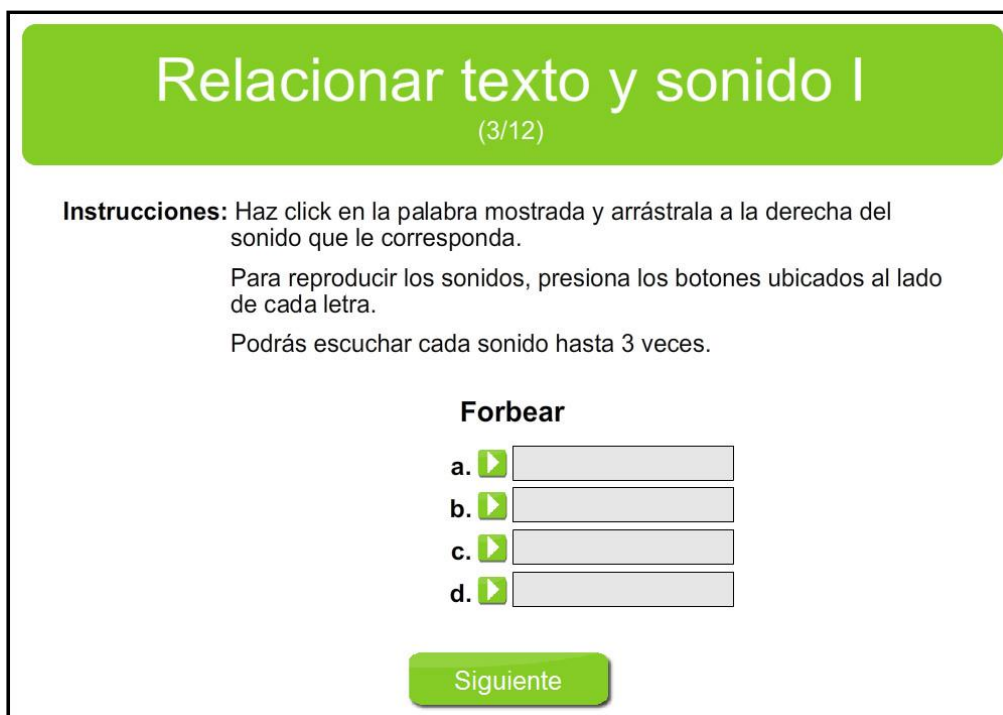 Relacionar texto y sonido I
(3/12)
Instrucciones: Haz click en la palabra mostrada y arrástrala a la derecha del
sonido que le corresponda.
Para reproducir los sonidos, presiona los botones ubicados al lado
de cada letra.
Podrás escuchar cada sonido hasta 3 veces.
Forbear
a.
b.
c.
d.
Siguiente